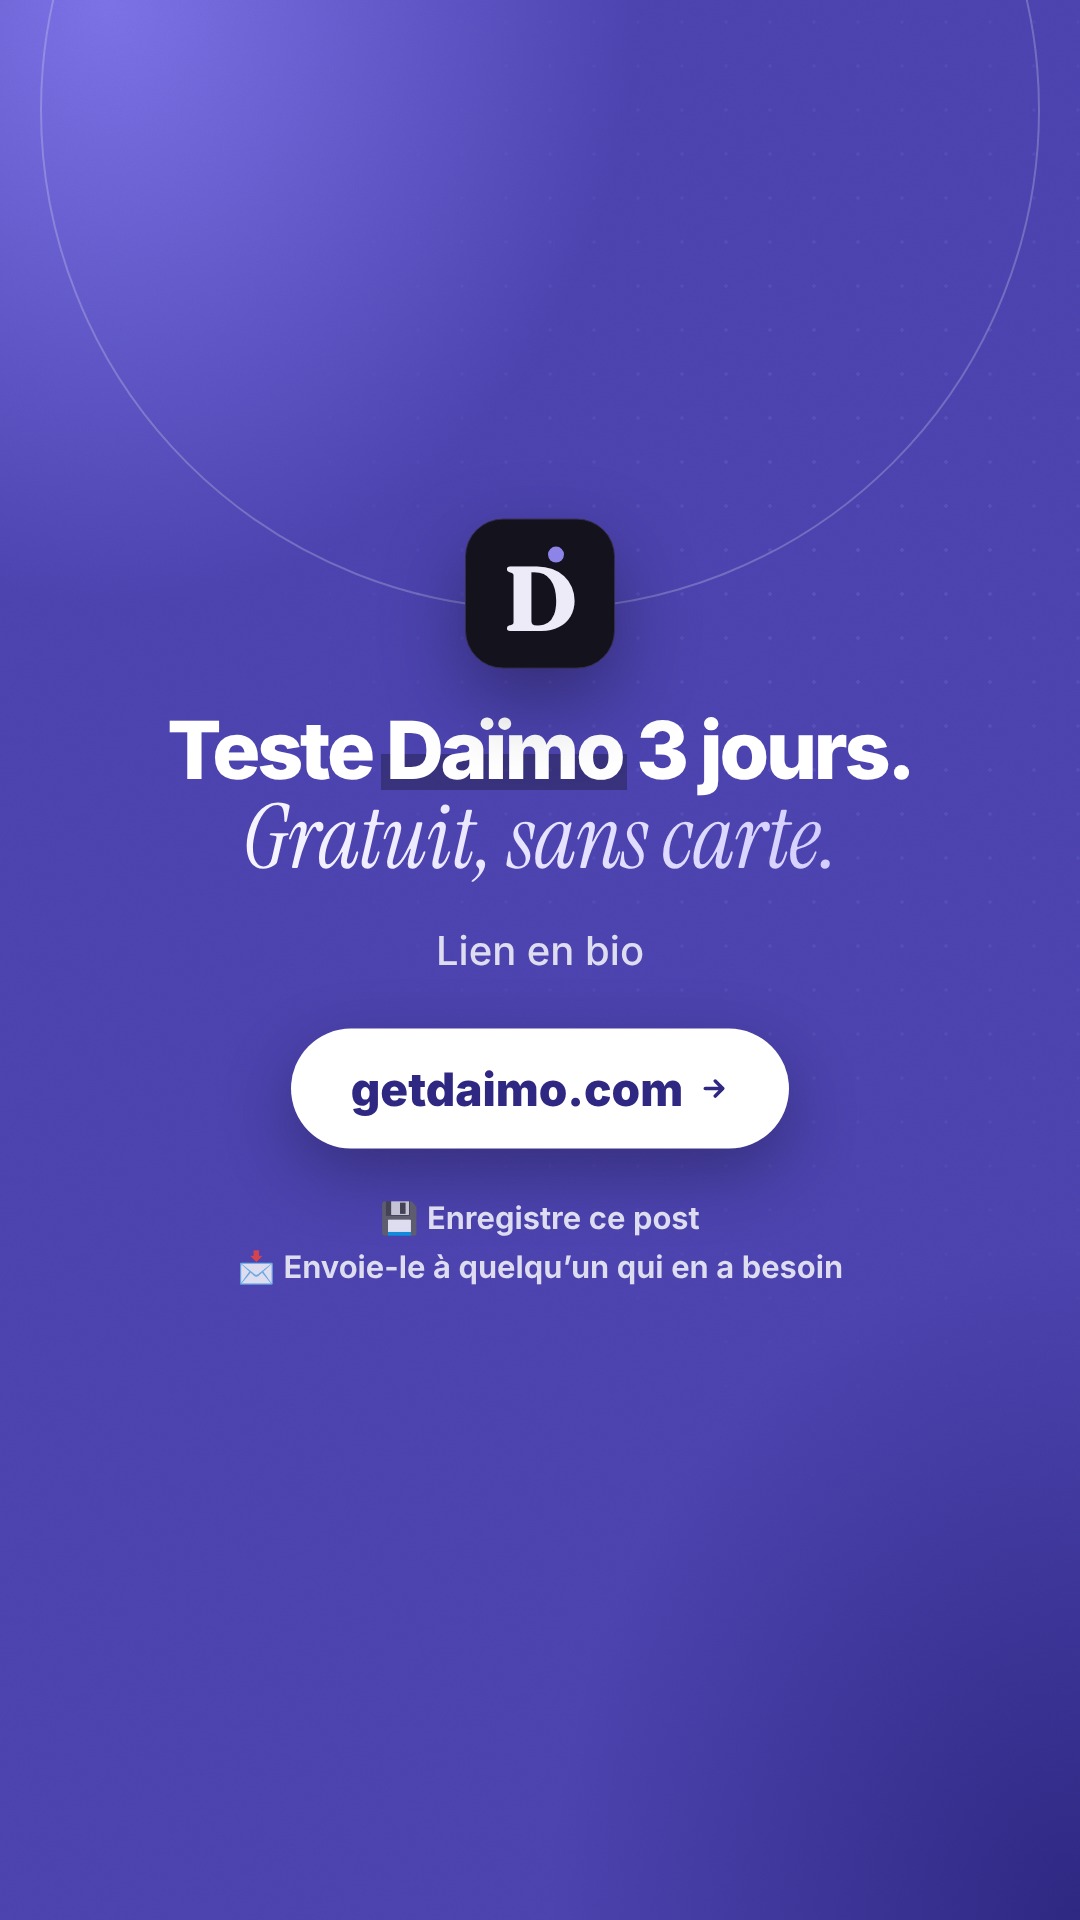 D
Teste Daïmo 3 jours.
Gratuit, sans carte.
Lien en bio
getdaimo.com →
💾 Enregistre ce post
📩 Envoie-le à quelqu’un qui en a besoin